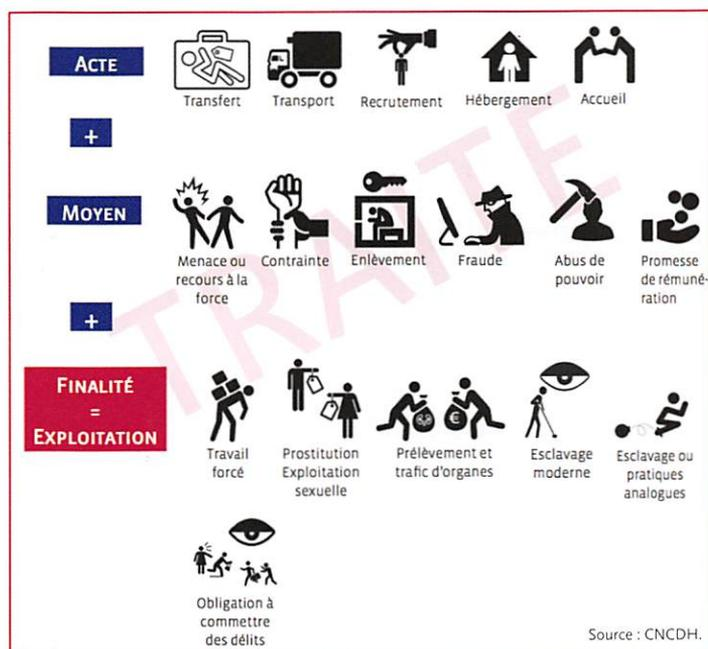 ACTE
Transfert
Transport
Recrutement
Hébergement
Accueil
+
TRAITE
MOYEN
Menace ou
recours à la
force
Contrainte
Enlèvement
Fraude
Abus de
pouvoir
Promesse
de rémuné-
ration
+
FINALITÉ
=
EXPLOITATION
Travail
forcé
Prostitution
Exploitation
sexuelle
Prélèvement et
trafic d'organes
Esclavage
moderne
Esclavage ou
pratiques
analogues
Obligation à
commettre
des délits
Source : CNCDH.